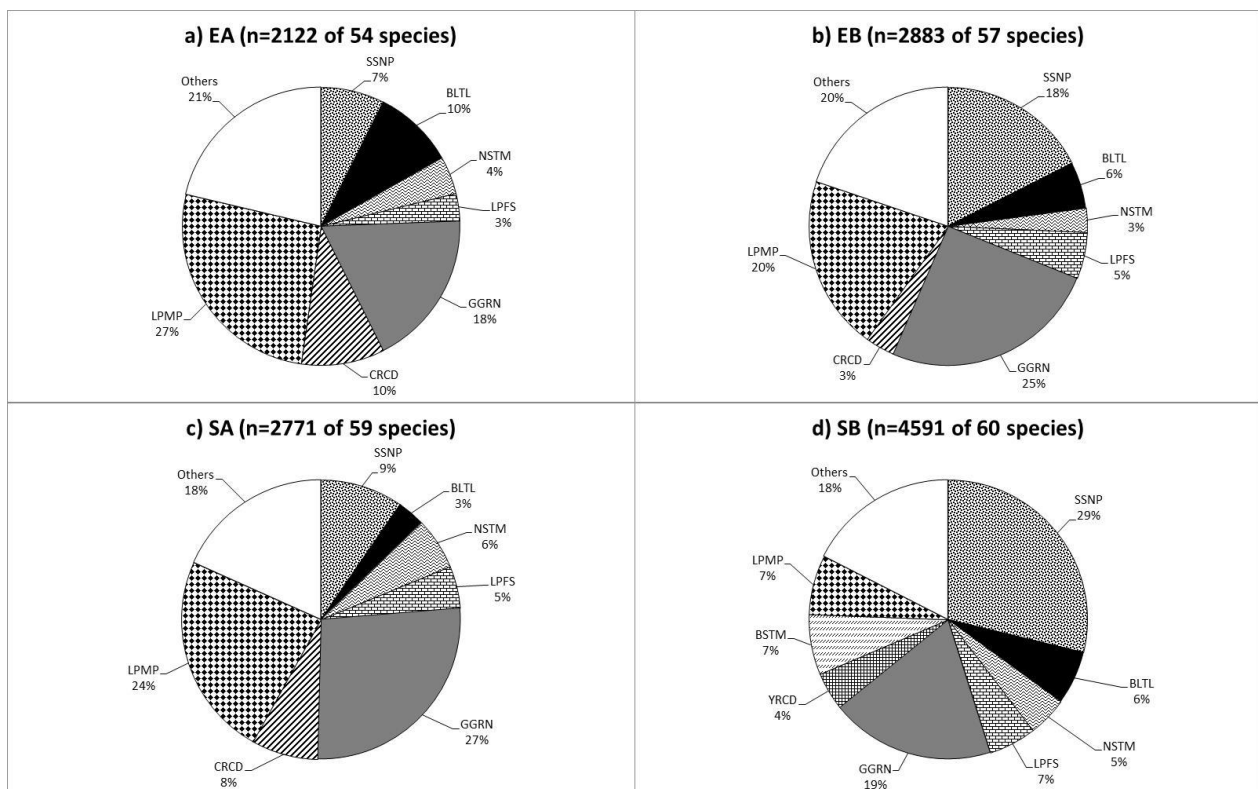 a) EA (n=2122 of 54 species)
SSNP
7%
BLTL
10%
NSTM
4%
LPFS
3%
GGRN
18%
CRCD
10%
LPMP
27%
Others
21%
b) EB (n=2883 of 57 species)
SSNP
18%
BLTL
6%
NSTM
3%
LPFS
5%
GGRN
25%
CRCD
3%
LPMP
20%
Others
20%
c) SA (n=2771 of 59 species)
SSNP
9%
BLTL
3%
NSTM
6%
LPFS
5%
GGRN
27%
CRCD
8%
LPMP
24%
Others
18%
d) SB (n=4591 of 60 species)
SSNP
29%
BLTL
6%
NSTM
5%
LPFS
7%
GGRN
19%
YRCD
4%
BSTM
7%
LPMP
7%
Others
18%